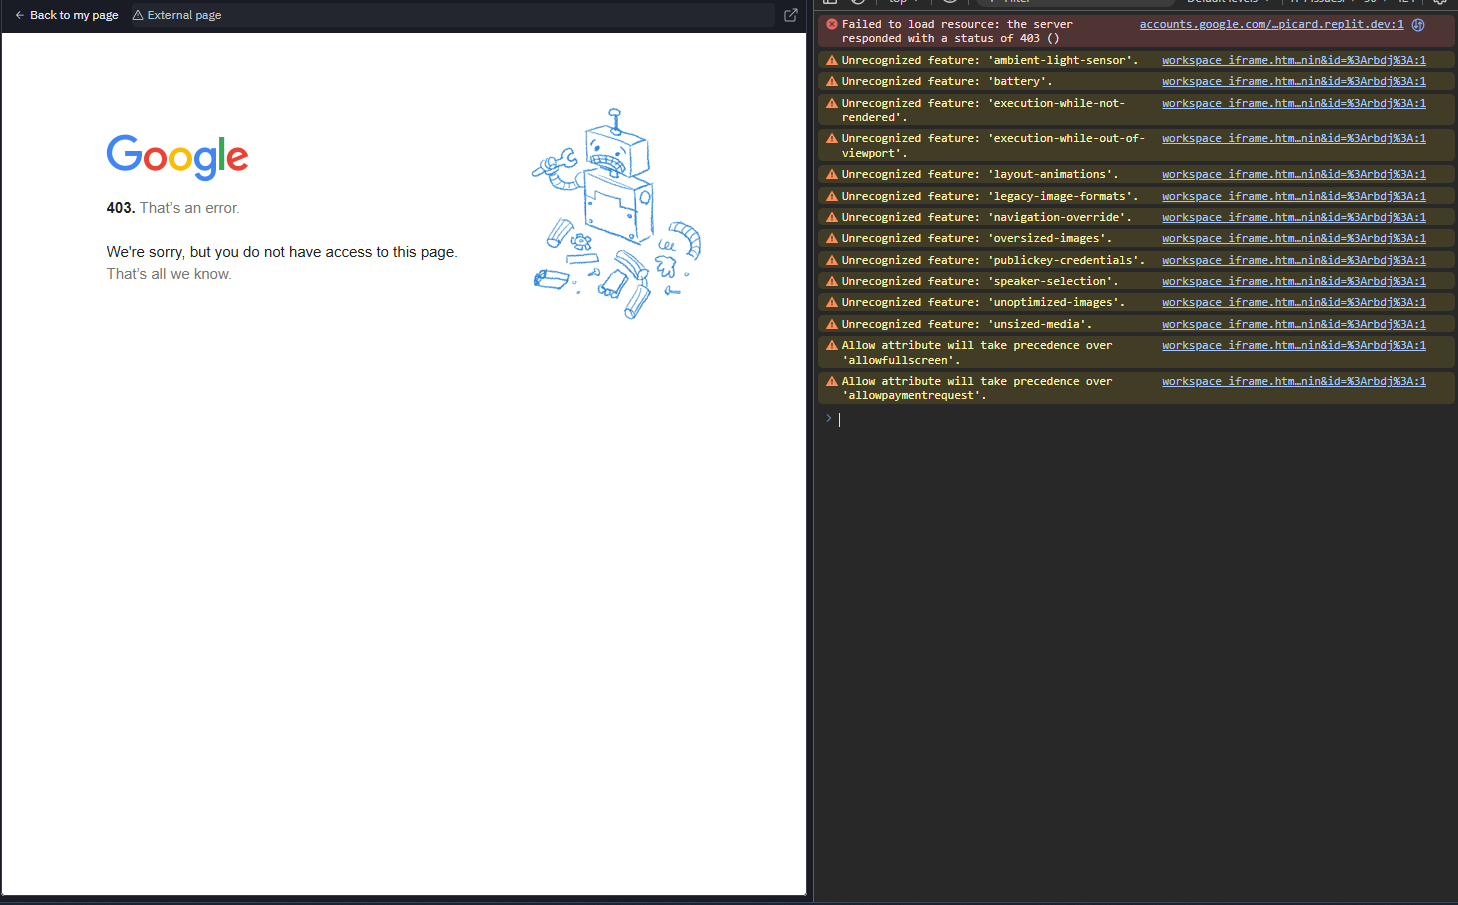 Back to my page
External page
Google
403. That's an error.
We're sorry, but you do not have access to this page.
That's all we know.
Failed to load resource: the server responded with a status of 403 ()
accounts.google.com/…picard.replit.dev:1
Unrecognized feature: 'ambient-light-sensor'.
workspace_iframe.htm…nin&id=%3Arbdj%3A:1
Unrecognized feature: 'battery'.
workspace_iframe.htm…nin&id=%3Arbdj%3A:1
Unrecognized feature: 'execution-while-not-
rendered'.
workspace_iframe.htm…nin&id=%3Arbdj%3A:1
Unrecognized feature: 'execution-while-out-of-
viewport'.
workspace_iframe.htm…nin&id=%3Arbdj%3A:1
Unrecognized feature: 'layout-animations'.
workspace_iframe.htm…nin&id=%3Arbdj%3A:1
Unrecognized feature: 'legacy-image-formats'.
workspace_iframe.htm…nin&id=%3Arbdj%3A:1
Unrecognized feature: 'navigation-override'.
workspace_iframe.htm…nin&id=%3Arbdj%3A:1
Unrecognized feature: 'oversized-images'.
workspace_iframe.htm…nin&id=%3Arbdj%3A:1
Unrecognized feature: 'publickey-credentials'.
workspace_iframe.htm…nin&id=%3Arbdj%3A:1
Unrecognized feature: 'speaker-selection'.
workspace_iframe.htm…nin&id=%3Arbdj%3A:1
Unrecognized feature: 'unoptimized-images'.
workspace_iframe.htm…nin&id=%3Arbdj%3A:1
Unrecognized feature: 'unsized-media'.
workspace_iframe.htm…nin&id=%3Arbdj%3A:1
Allow attribute will take precedence over
'allowfullscreen'.
workspace_iframe.htm…nin&id=%3Arbdj%3A:1
Allow attribute will take precedence over
'allowpaymentrequest'.
workspace_iframe.htm…nin&id=%3Arbdj%3A:1